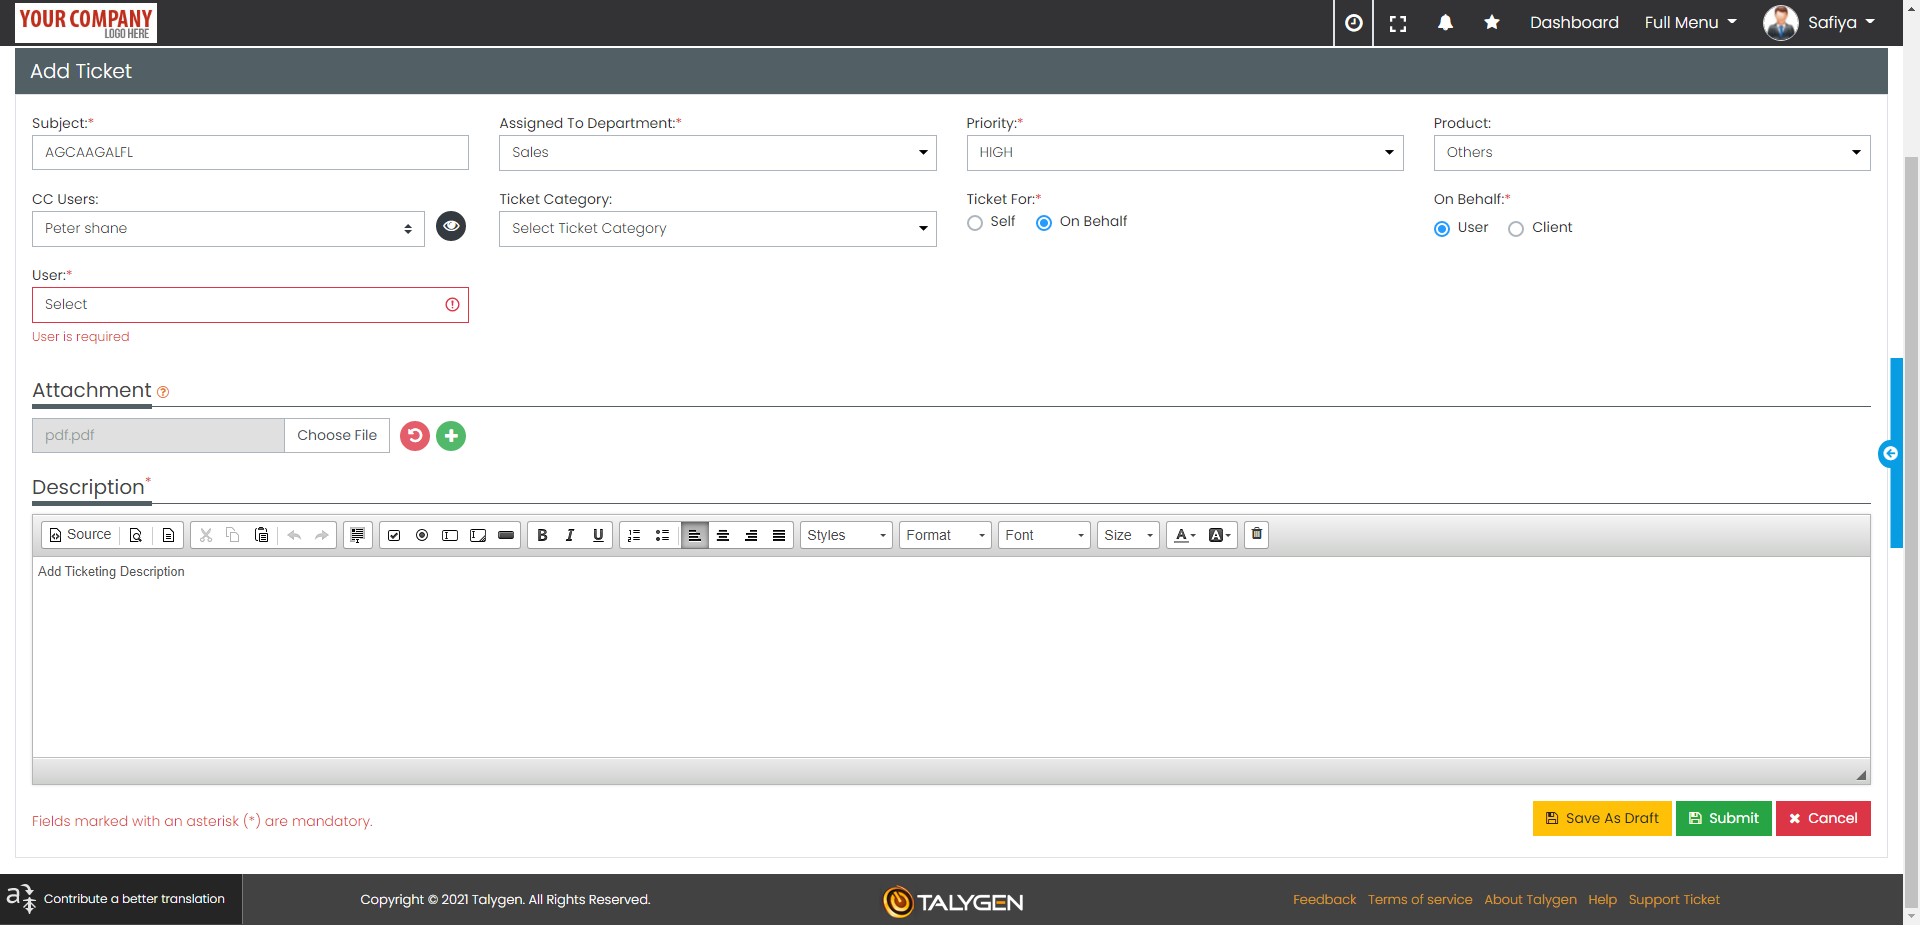 YOUR COMPANY
LOGO HERE
Dashboard Full Menu Safiya
Add Ticket
Subject:* Assigned To Department:* Priority:* Product:
AGCAAGALFL Sales HIGH Others
CC Users: Ticket Category: Ticket For:* On Behalf:*
Peter shane Select Ticket Category Self On Behalf User Client
User:*
Select
User is required
Attachment
pdf.pdf Choose File
Description*
Source B I U Styles Format Font Size A A
Add Ticketing Description
Fields marked with an asterisk (*) are mandatory.
Save As Draft Submit Cancel
Contribute a better translation Copyright © 2021 Talygen. All Rights Reserved. TALYGEN Feedback Terms of service About Talygen Help Support Ticket